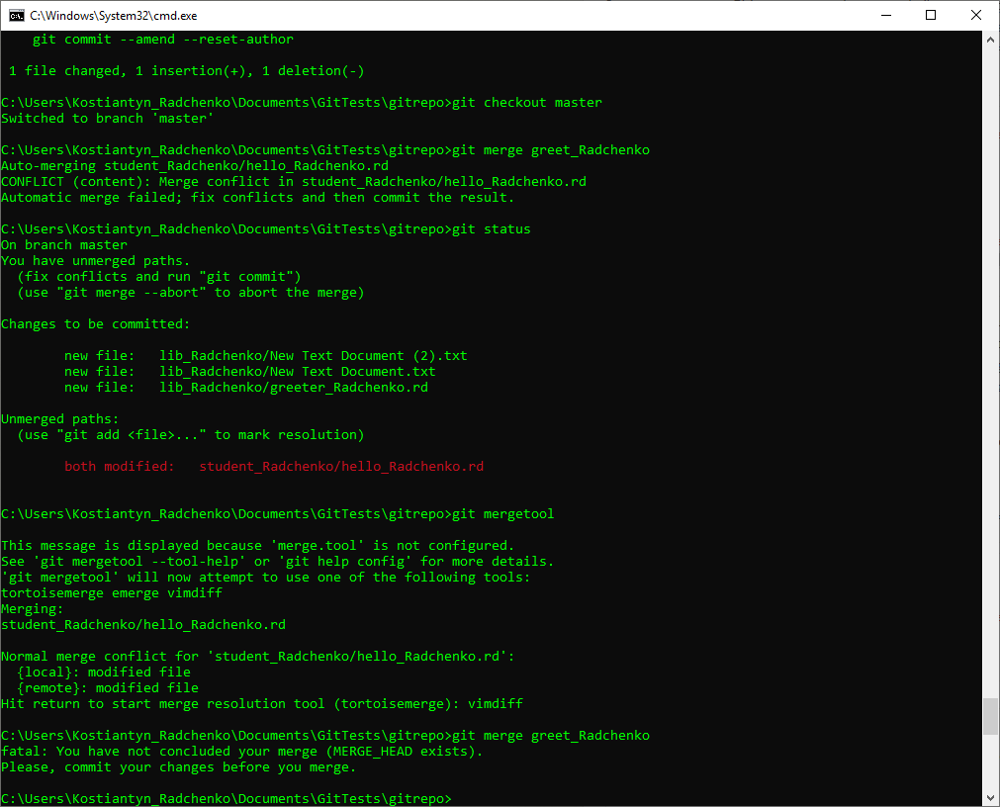 C:\Windows\System32\cmd.exe
    git commit --amend --reset-author
 1 file changed, 1 insertion(+), 1 deletion(-)
C:\Users\Kostiantyn_Radchenko\Documents\GitTests\gitrepo>git checkout master
Switched to branch 'master'
C:\Users\Kostiantyn_Radchenko\Documents\GitTests\gitrepo>git merge greet_Radchenko
Auto-merging student_Radchenko/hello_Radchenko.rd
CONFLICT (content): Merge conflict in student_Radchenko/hello_Radchenko.rd
Automatic merge failed; fix conflicts and then commit the result.
C:\Users\Kostiantyn_Radchenko\Documents\GitTests\gitrepo>git status
On branch master
You have unmerged paths.
  (fix conflicts and run "git commit")
  (use "git merge --abort" to abort the merge)
Changes to be committed:
        new file:   lib_Radchenko/New Text Document (2).txt
        new file:   lib_Radchenko/New Text Document.txt
        new file:   lib_Radchenko/greeter_Radchenko.rd
Unmerged paths:
  (use "git add <file>..." to mark resolution)
        both modified:   student_Radchenko/hello_Radchenko.rd
C:\Users\Kostiantyn_Radchenko\Documents\GitTests\gitrepo>git mergetool
This message is displayed because 'merge.tool' is not configured.
See 'git mergetool --tool-help' or 'git help config' for more details.
'git mergetool' will now attempt to use one of the following tools:
tortoisemerge emerge vimdiff
Merging:
student_Radchenko/hello_Radchenko.rd
Normal merge conflict for 'student_Radchenko/hello_Radchenko.rd':
  {local}: modified file
  {remote}: modified file
Hit return to start merge resolution tool (tortoisemerge): vimdiff
C:\Users\Kostiantyn_Radchenko\Documents\GitTests\gitrepo>git merge greet_Radchenko
fatal: You have not concluded your merge (MERGE_HEAD exists).
Please, commit your changes before you merge.
C:\Users\Kostiantyn_Radchenko\Documents\GitTests\gitrepo>